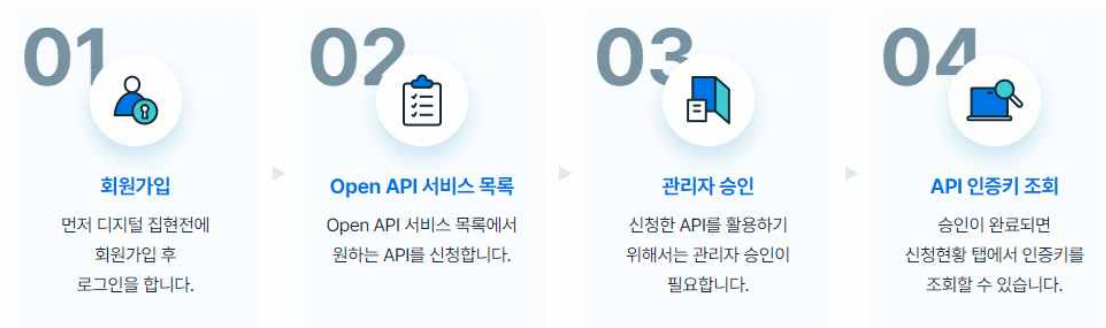 01
회원가입
먼저 디지털 집현전에
회원가입 후
로그인을 합니다.
02
Open API 서비스 목록
Open API 서비스 목록에서
원하는 API를 신청합니다.
03
관리자 승인
신청한 API를 활용하기
위해서는 관리자 승인이
필요합니다.
04
API 인증키 조회
승인이 완료되면
신청현황 탭에서 인증키를
조회할 수 있습니다.